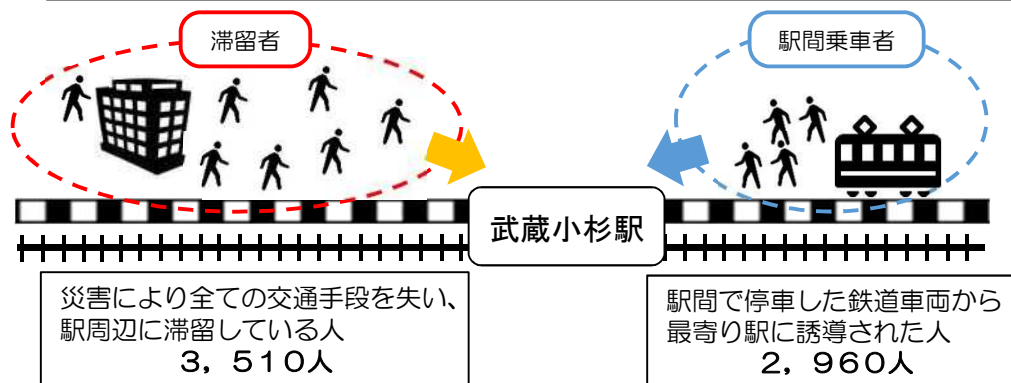 滞留者
駅間乗車者
武蔵小杉駅
災害により全ての交通手段を失い、
駅周辺に滞留している人
3，510人
駅間で停車した鉄道車両から
最寄り駅に誘導された人
2，960人